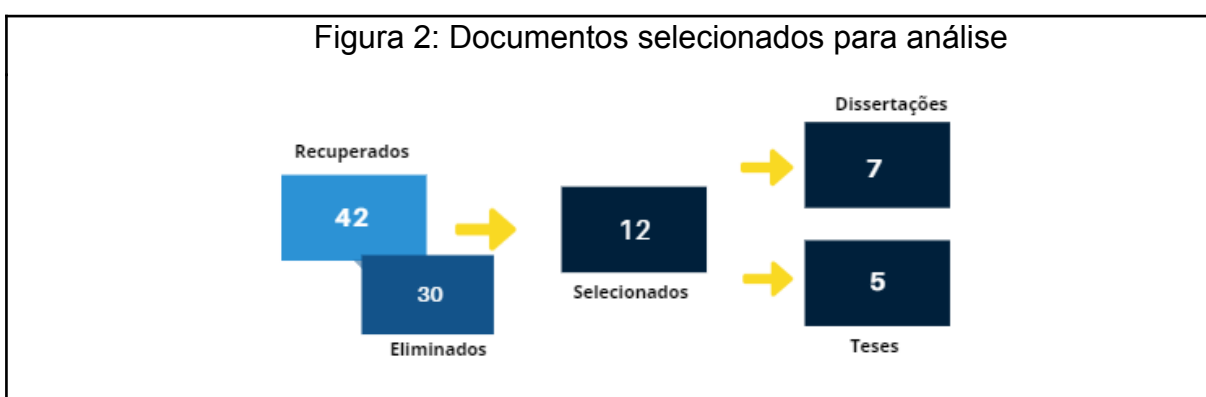 Figura 2: Documentos selecionados para análise
Recuperados
42
30
Eliminados
12
Selecionados
Dissertações
7
5
Teses